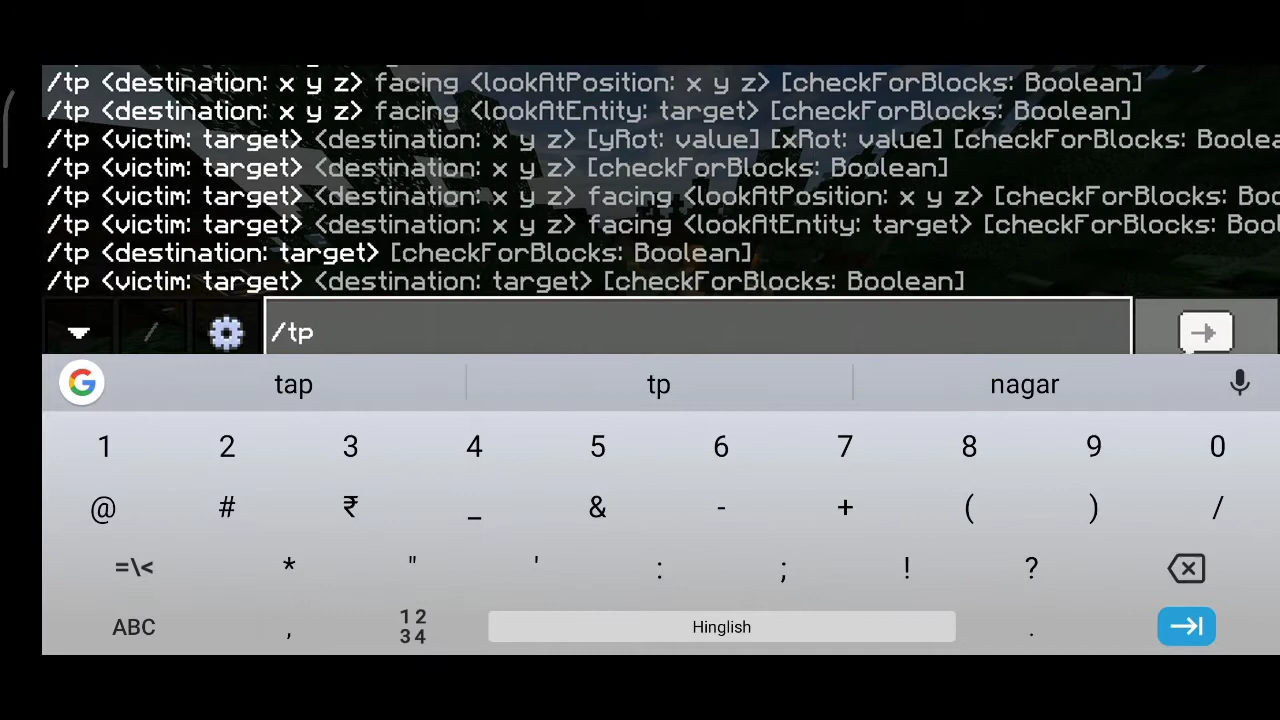 /tp <destination: x y z> facing <lookAtPosition: x y z> [checkForBlocks: Boolean]
/tp <destination: x y z> facing <lookAtEntity: target> [checkForBlocks: Boolean]
/tp <victim: target> <destination: x y z> [yRot: value] [xRot: value] [checkForBlocks: Boolea
/tp <victim: target> <destination: x y z> [checkForBlocks: Boolean]
/tp <victim: target> <destination: x y z> facing <lookAtPosition: x y z> [checkForBlocks: Bo
/tp <victim: target> <destination: x y z> facing <lookAtEntity: target> [checkForBlocks: Bool
/tp <destination: target> [checkForBlocks: Boolean]
/tp <victim: target> <destination: target> [checkForBlocks: Boolean]
/ /tp
G tap tp nagar
1 2 3 4 5 6 7 8 9 0
@ # ₹ _ & - + ( ) /
=\< * " ' : ; ! ?
ABC , 12 34 Hinglish .